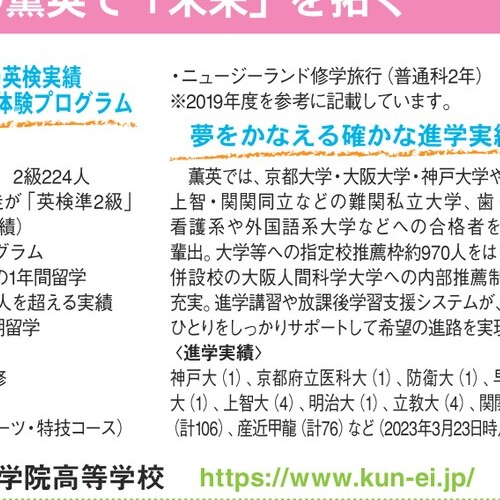 薫英で「未来」を拓く
英検実績
体験プログラム
2級224人
が「英検準2級」
績）
グラム
の1年間留学
人を超える実績
期留学
修
ーツ・特技コース）
・ニュージーランド修学旅行（普通科2年）
※2019年度を参考に記載しています。
夢をかなえる確かな進学実績
薫英では、京都大学・大阪大学・神戸大学や
上智・関関同立などの難関私立大学、歯・
看護系や外国語系大学などへの合格者を
輩出。大学等への指定校推薦枠約970人をは
併設校の大阪人間科学大学への内部推薦制
充実。進学講習や放課後学習支援システムが、
ひとりをしっかりサポートして希望の進路を実現
〈進学実績〉
神戸大（1）、京都府立医科大（1）、防衛大（1）、早
大（1）、上智大（4）、明治大（1）、立教大（4）、関関
（計106）、産近甲龍（計76）など（2023年3月23日時点
学院高等学校 https://www.kun-ei.jp/